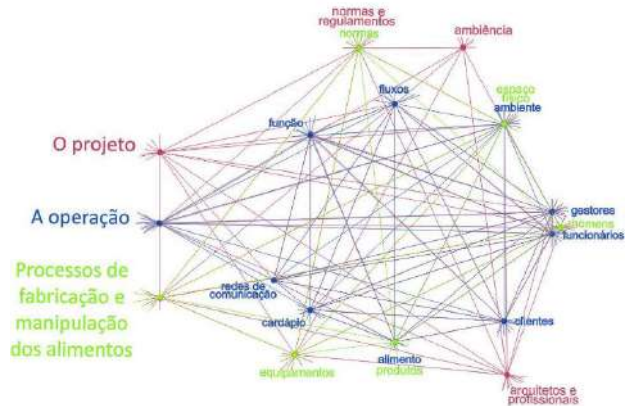 normas e
regulamentos
normas
ambiência
fluxos
espaço
físico
ambiente
função
O projeto
A operação
gestores
homens
funcionários
Processos de
fabricação e
manipulação
dos alimentos
redes de
comunicação
cardápio
clientes
alimento
produtos
equipamentos
arquitetos e
profissionais